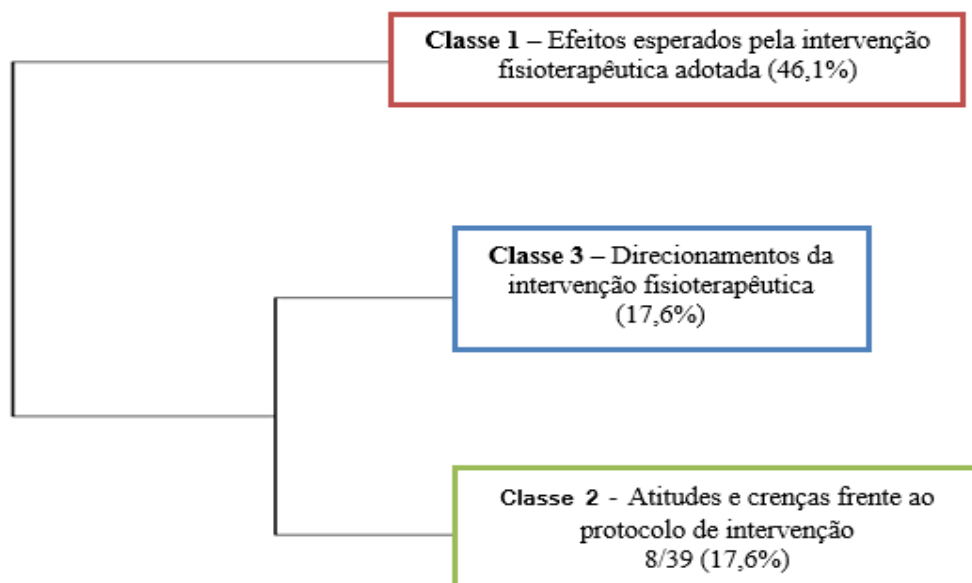 Classe 1 – Efeitos esperados pela intervenção
fisioterapêutica adotada (46,1%)
Classe 3 – Direcionamentos da
intervenção fisioterapêutica
(17,6%)
Classe 2 - Atitudes e crenças frente ao
protocolo de intervenção
8/39 (17,6%)